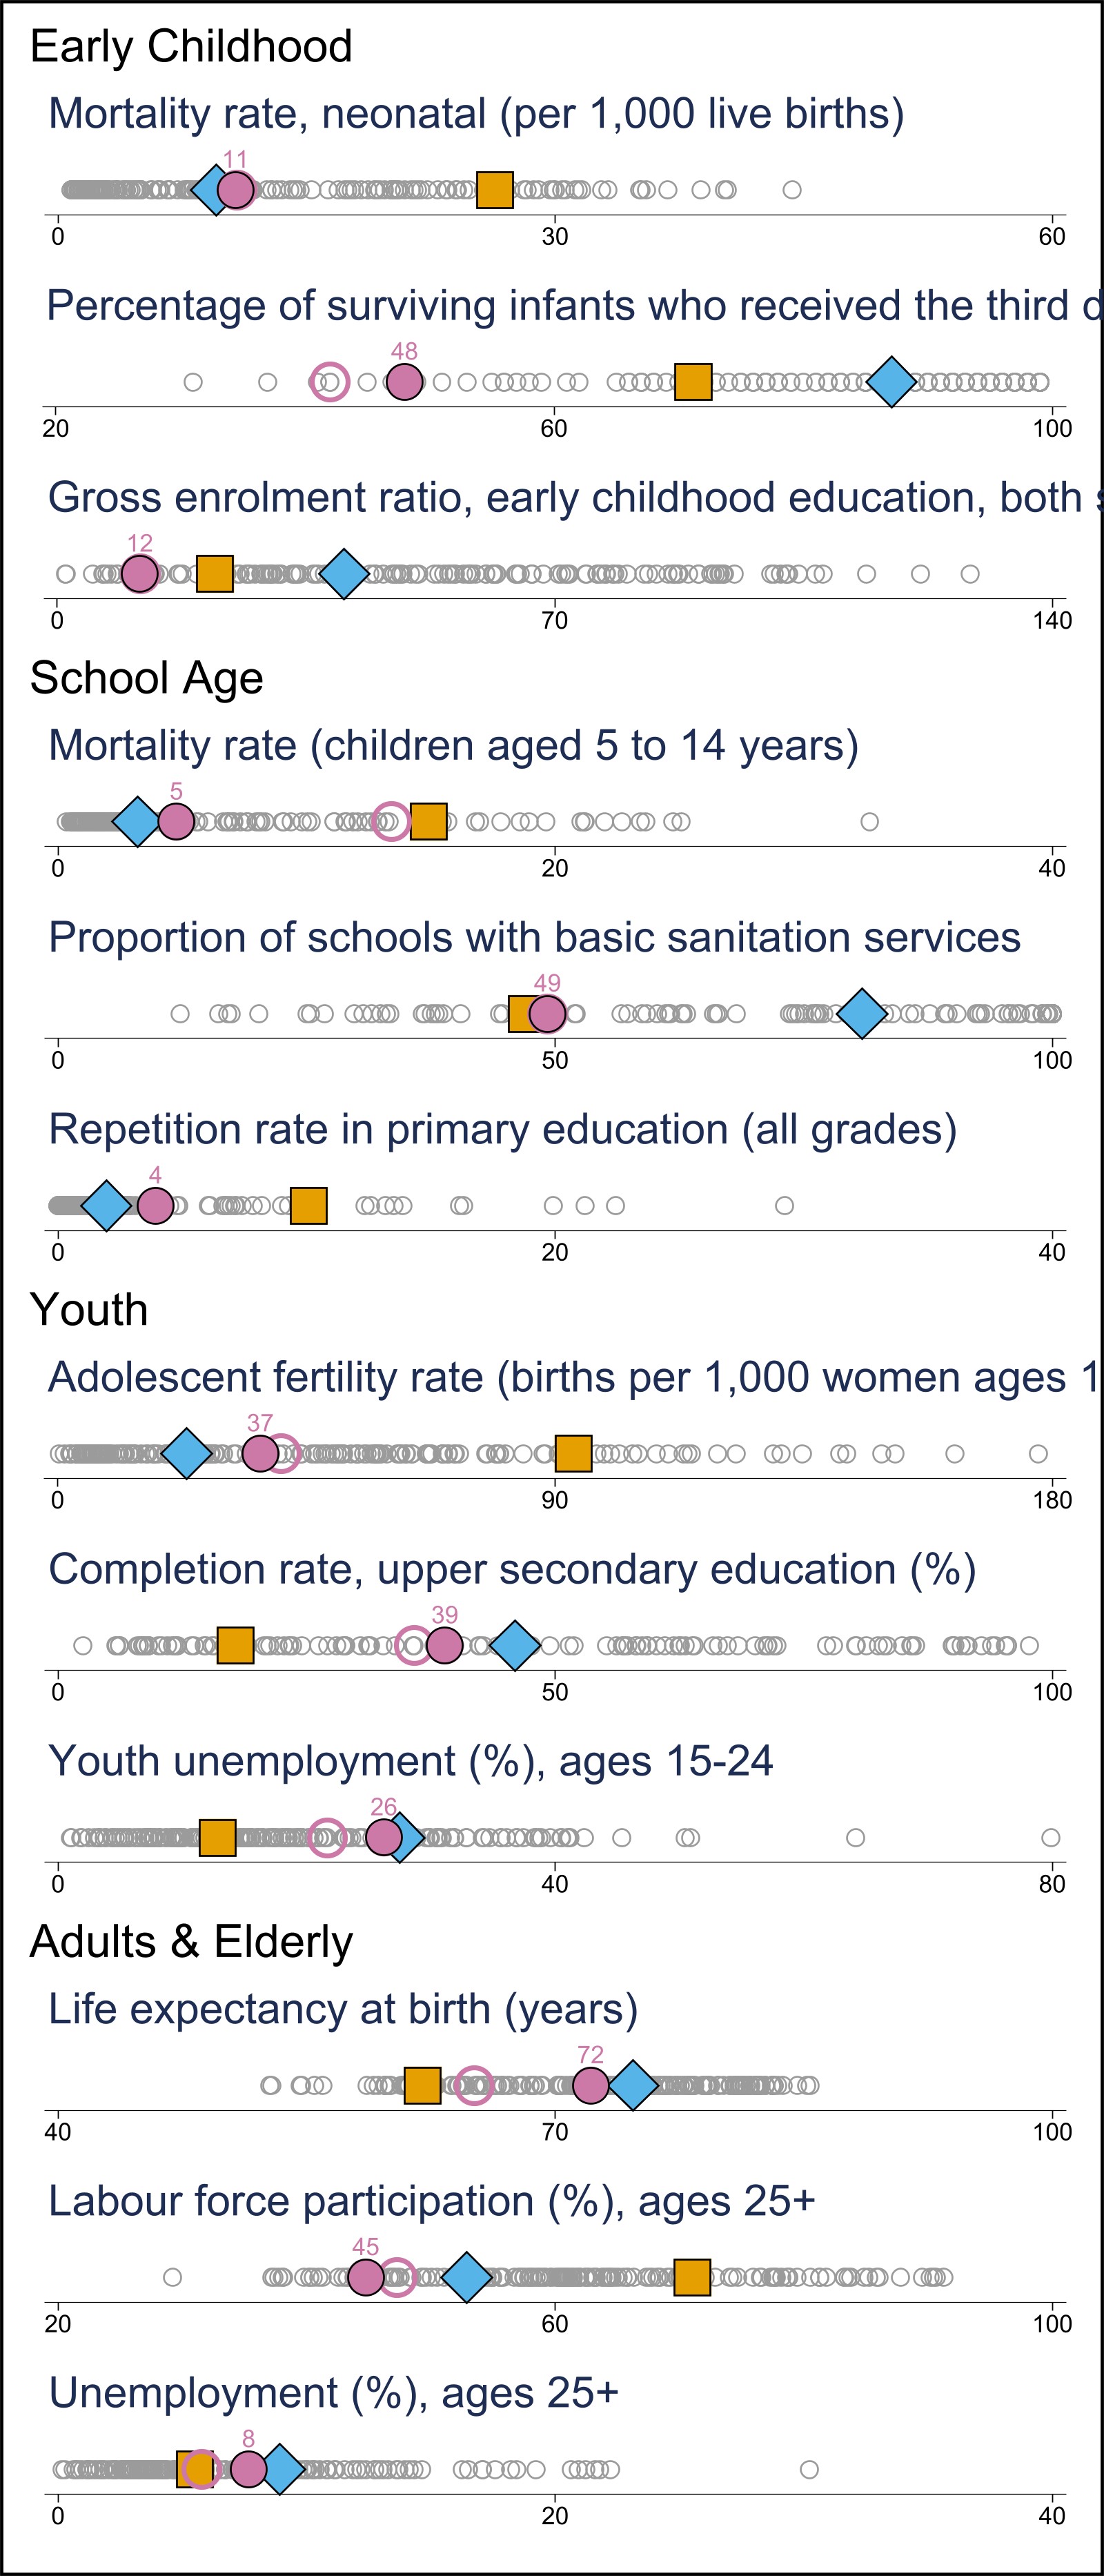 Early Childhood
Mortality rate, neonatal (per 1,000 live births)
11
0 30 60
Percentage of surviving infants who received the third d
48
20 60 100
Gross enrolment ratio, early childhood education, both s
12
0 70 140
School Age
Mortality rate (children aged 5 to 14 years)
5
0 20 40
Proportion of schools with basic sanitation services
49
0 50 100
Repetition rate in primary education (all grades)
4
0 20 40
Youth
Adolescent fertility rate (births per 1,000 women ages 1
37
0 90 180
Completion rate, upper secondary education (%)
39
0 50 100
Youth unemployment (%), ages 15-24
26
0 40 80
Adults & Elderly
Life expectancy at birth (years)
72
40 70 100
Labour force participation (%), ages 25+
45
20 60 100
Unemployment (%), ages 25+
8
0 20 40